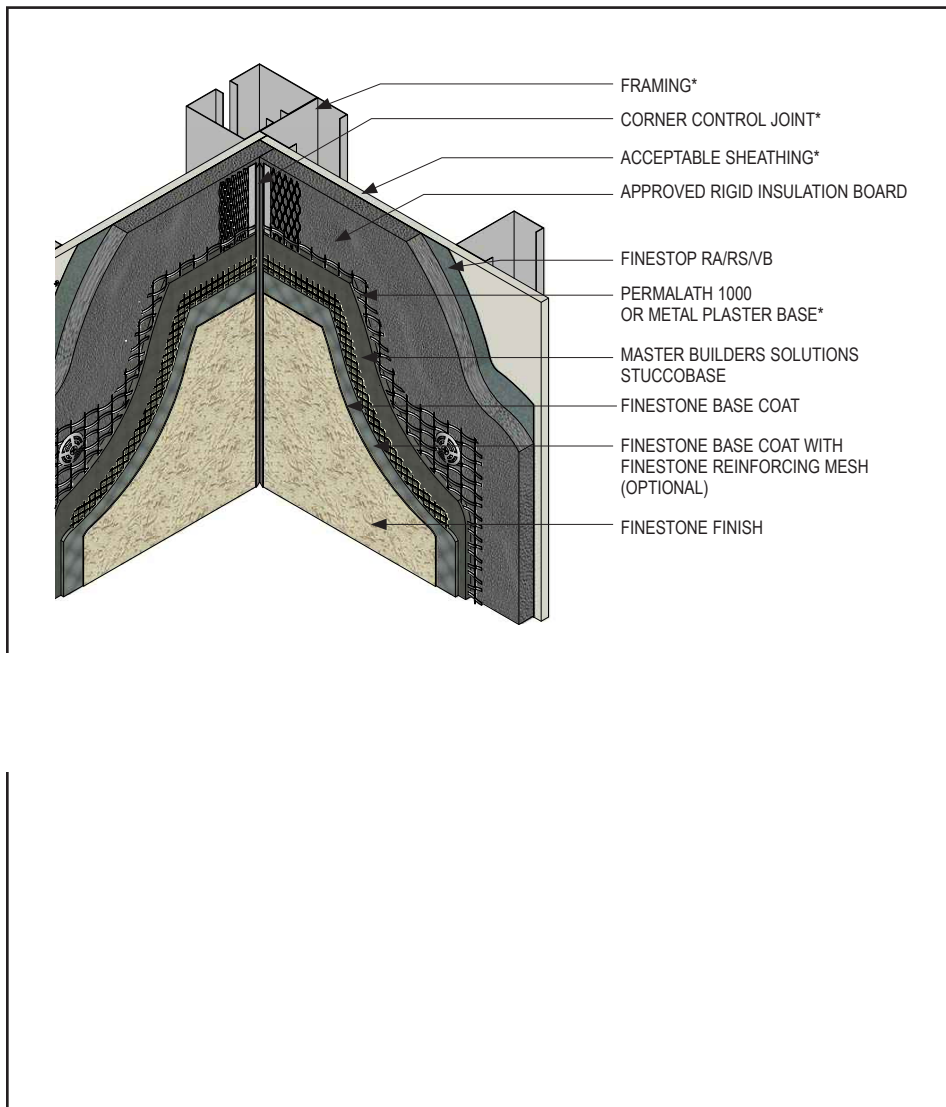 FRAMING*
CORNER CONTROL JOINT*
ACCEPTABLE SHEATHING*
APPROVED RIGID INSULATION BOARD
FINESTOP RA/RS/VB
PERMALATH 1000
OR METAL PLASTER BASE*
MASTER BUILDERS SOLUTIONS
STUCCOBASE
FINESTONE BASE COAT
FINESTONE BASE COAT WITH
FINESTONE REINFORCING MESH
(OPTIONAL)
FINESTONE FINISH